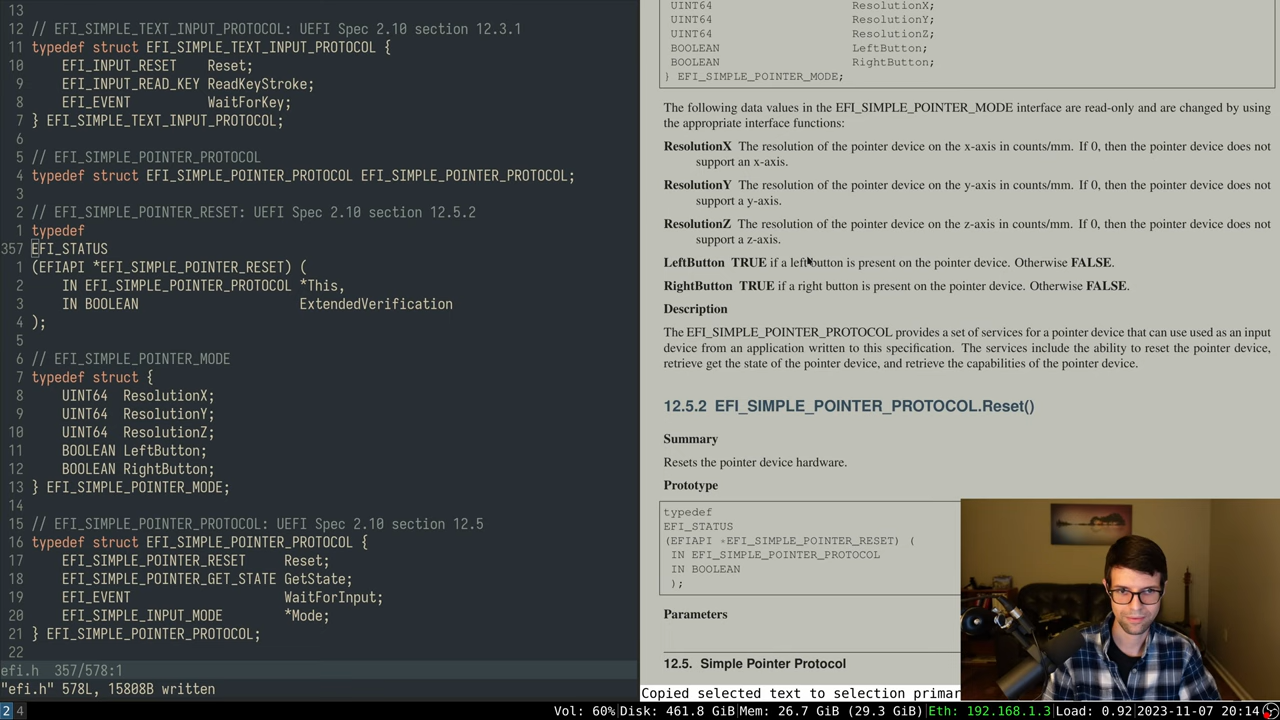 13
12 // EFI_SIMPLE_TEXT_INPUT_PROTOCOL: UEFI Spec 2.10 section 12.3.1
11 typedef struct EFI_SIMPLE_TEXT_INPUT_PROTOCOL {
10     EFI_INPUT_RESET    Reset;
9     EFI_INPUT_READ_KEY ReadKeyStroke;
8     EFI_EVENT          WaitForKey;
7 } EFI_SIMPLE_TEXT_INPUT_PROTOCOL;
6
5 // EFI_SIMPLE_POINTER_PROTOCOL
4 typedef struct EFI_SIMPLE_POINTER_PROTOCOL EFI_SIMPLE_POINTER_PROTOCOL;
3
2 // EFI_SIMPLE_POINTER_RESET: UEFI Spec 2.10 section 12.5.2
1 typedef
357 EFI_STATUS
1 (EFIAPI *EFI_SIMPLE_POINTER_RESET) (
2     IN EFI_SIMPLE_POINTER_PROTOCOL *This,
3     IN BOOLEAN                     ExtendedVerification
4 );
5
6 // EFI_SIMPLE_POINTER_MODE
7 typedef struct {
8     UINT64  ResolutionX;
9     UINT64  ResolutionY;
10     UINT64  ResolutionZ;
11     BOOLEAN LeftButton;
12     BOOLEAN RightButton;
13 } EFI_SIMPLE_POINTER_MODE;
14
15 // EFI_SIMPLE_POINTER_PROTOCOL: UEFI Spec 2.10 section 12.5
16 typedef struct EFI_SIMPLE_POINTER_PROTOCOL {
17     EFI_SIMPLE_POINTER_RESET     Reset;
18     EFI_SIMPLE_POINTER_GET_STATE GetState;
19     EFI_EVENT                    WaitForInput;
20     EFI_SIMPLE_INPUT_MODE        *Mode;
21 } EFI_SIMPLE_POINTER_PROTOCOL;
22
efi.h  357/578:1
"efi.h" 578L, 15808B written
UINT64 ResolutionX;
UINT64 ResolutionY;
UINT64 ResolutionZ;
BOOLEAN LeftButton;
BOOLEAN RightButton;
} EFI_SIMPLE_POINTER_MODE;
The following data values in the EFI_SIMPLE_POINTER_MODE interface are read-only and are changed by using
the appropriate interface functions:
ResolutionX The resolution of the pointer device on the x-axis in counts/mm. If 0, then the pointer device does not
support an x-axis.
ResolutionY The resolution of the pointer device on the y-axis in counts/mm. If 0, then the pointer device does not
support a y-axis.
ResolutionZ The resolution of the pointer device on the z-axis in counts/mm. If 0, then the pointer device does not
support a z-axis.
LeftButton TRUE if a left button is present on the pointer device. Otherwise FALSE.
RightButton TRUE if a right button is present on the pointer device. Otherwise FALSE.
Description
The EFI_SIMPLE_POINTER_PROTOCOL provides a set of services for a pointer device that can use used as an input
device from an application written to this specification. The services include the ability to reset the pointer device,
retrieve get the state of the pointer device, and retrieve the capabilities of the pointer device.
12.5.2 EFI_SIMPLE_POINTER_PROTOCOL.Reset()
Summary
Resets the pointer device hardware.
Prototype
typedef
EFI_STATUS
(EFIAPI *EFI_SIMPLE_POINTER_RESET) (
IN EFI_SIMPLE_POINTER_PROTOCOL
IN BOOLEAN
);
Parameters
12.5. Simple Pointer Protocol
Copied selected text to selection primar
2 4
Vol: 60%|Disk: 461.8 GiB|Mem: 26.7 GiB (29.3 GiB)|Eth: 192.168.1.3|Load: 0.92 2023-11-07 20:14